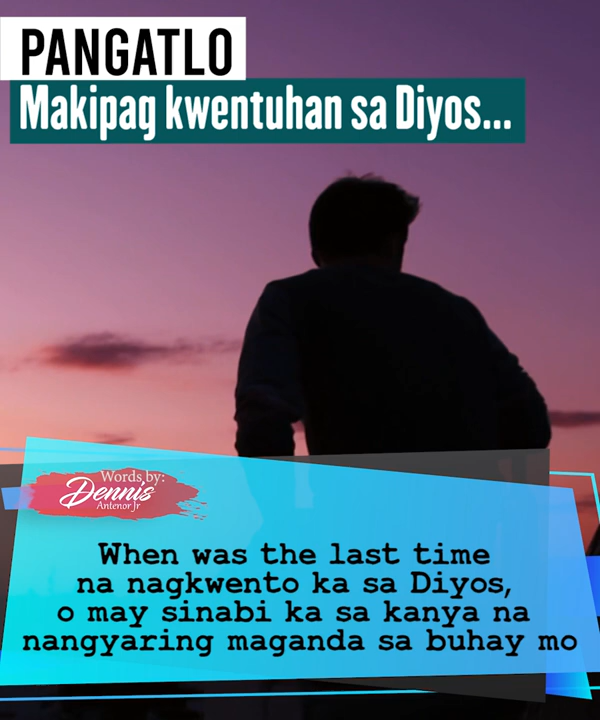 PANGATLO
Makipag kwentuhan sa Diyos...
Words by:
Dennis
Antenor Jr
When was the last time
na nagkwento ka sa Diyos,
o may sinabi ka sa kanya na
nangyaring maganda sa buhay mo